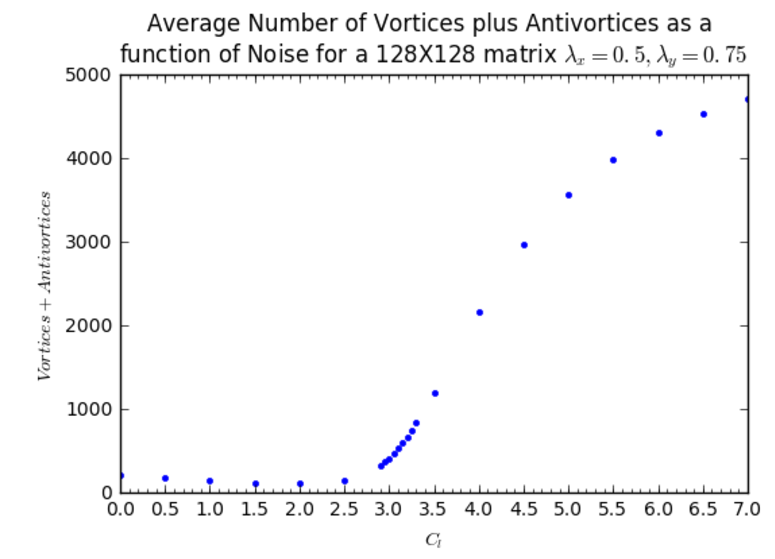 Average Number of Vortices plus Antivortices as a
function of Noise for a 128X128 matrix λx = 0.5, λy = 0.75
5000
4000
3000
2000
1000
0
Vortices + Antivortices
0.0 0.5 1.0 1.5 2.0 2.5 3.0 3.5 4.0 4.5 5.0 5.5 6.0 6.5 7.0
Cl